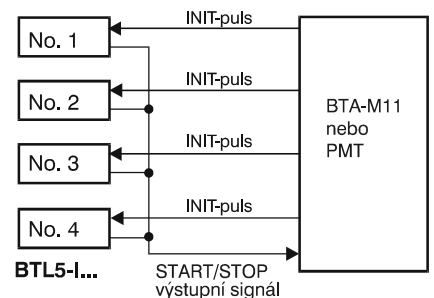 INIT-puls
No. 1
INIT-puls
No. 2
BTA-M11
nebo
PMT
INIT-puls
No. 3
INIT-puls
No. 4
BTL5-I...
START/STOP
výstupní signál